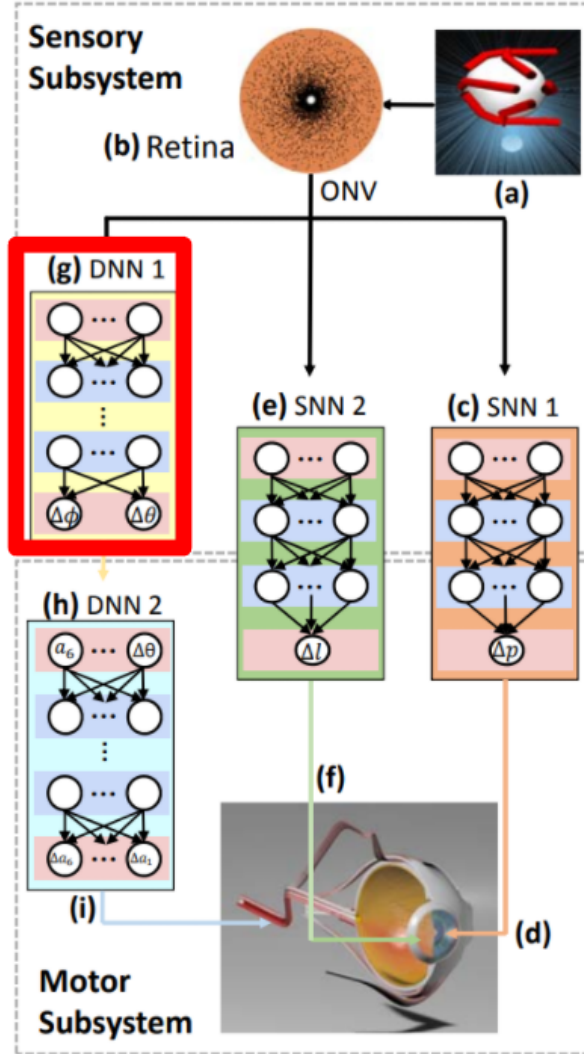 Sensory
Subsystem
(b) Retina
(a)
ONV
(g) DNN 1
...
...
⋮
...
Δϕ Δθ
(e) SNN 2
...
...
...
Δl
(c) SNN 1
...
...
...
Δp
(h) DNN 2
a₆ ... Δθ
...
⋮
...
Δa₆ ... Δa₁
(f)
(i)
(d)
Motor
Subsystem